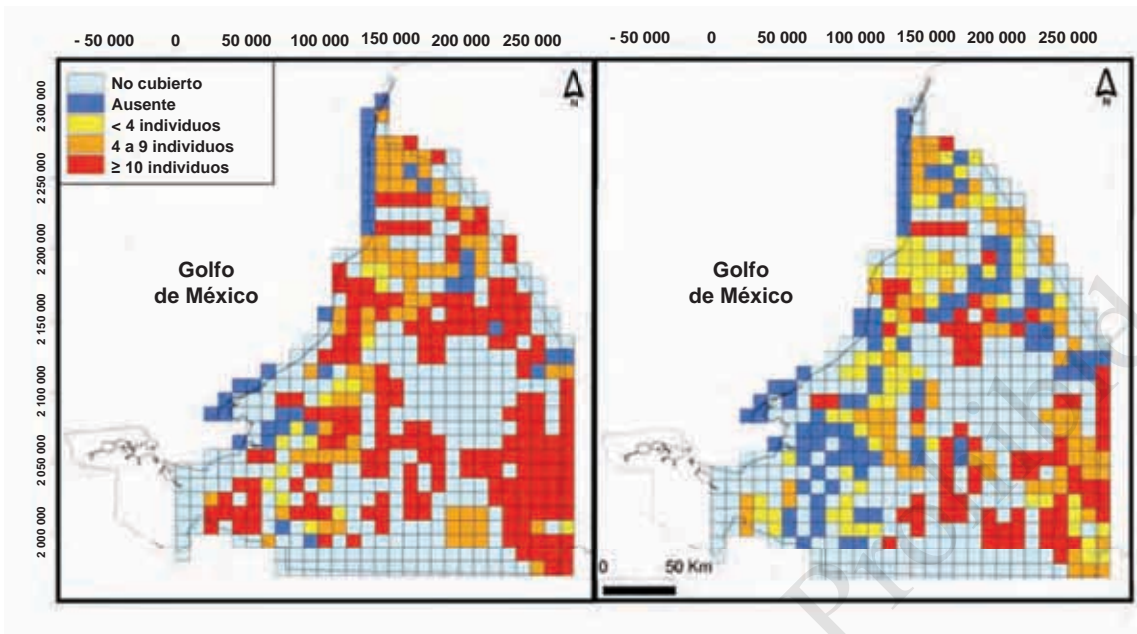 - 50 000 0 50 000 100 000 150 000 200 000 250 000
- 50 000 0 50 000 100 000 150 000 200 000 250 000
2 300 000
2 250 000
2 200 000
2 150 000
2 100 000
2 050 000
2 000 000
No cubierto
Ausente
< 4 individuos
4 a 9 individuos
≥ 10 individuos
N
Golfo
de México
N
Golfo
de México
0 50 Km